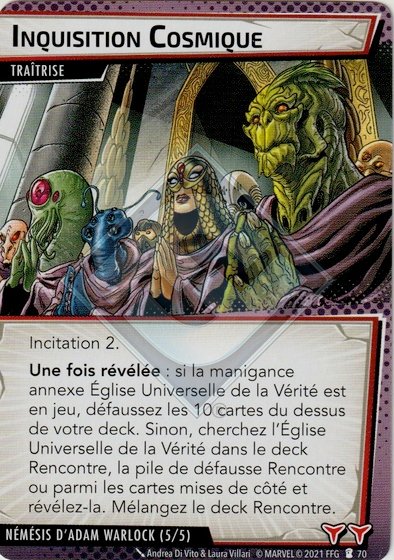 INQUISITION COSMIQUE
TRAÎTRISE
Incitation 2.
Une fois révélée : si la manigance
annexe Église Universelle de la Vérité est
en jeu, défaussez les 10 cartes du dessus
de votre deck. Sinon, cherchez l'Église
Universelle de la Vérité dans le deck
Rencontre, la pile de défausse Rencontre
ou parmi les cartes mises de côté et
révélez-la. Mélangez le deck Rencontre.
NÉMÉSIS D'ADAM WARLOCK (5/5)
Andrea Di Vito & Laura Villari © MARVEL © 2021 FFG 70